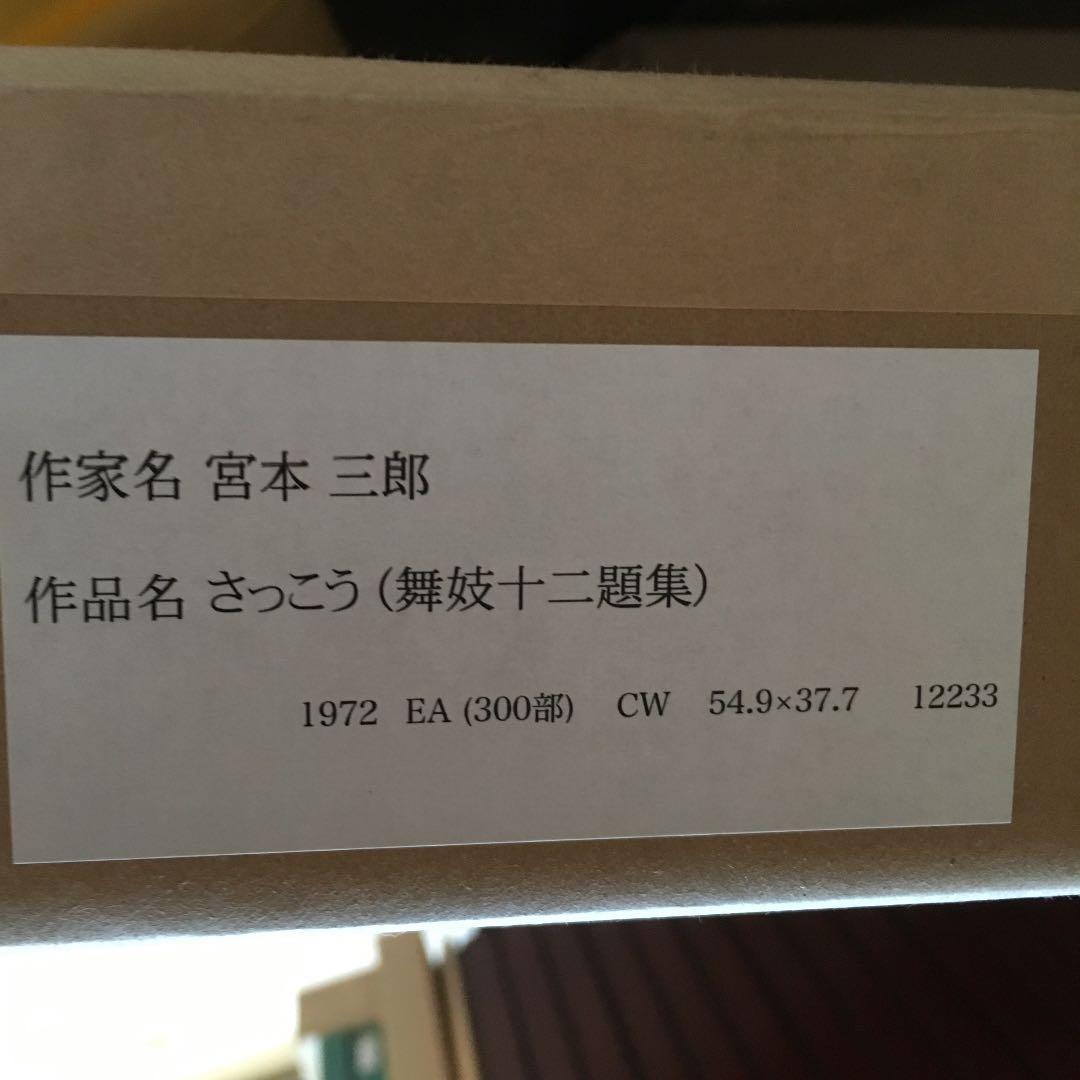 作家名 宮本 三郎
作品名 さっこう (舞妓十二題集)
1972 EA (300部) CW 54.9×37.7 12233